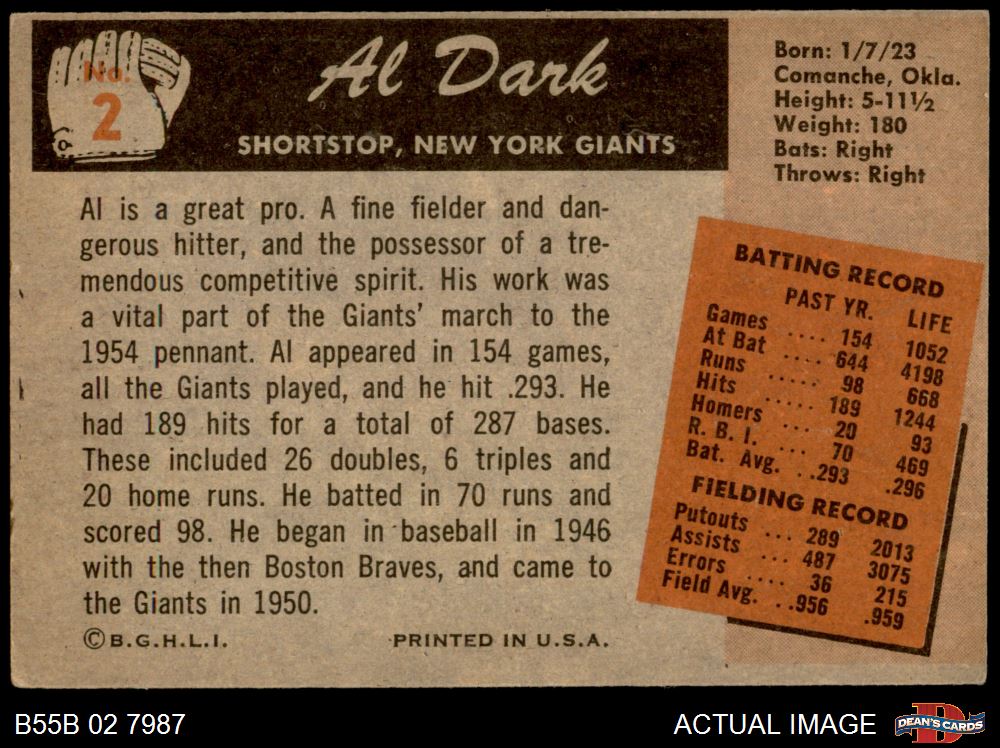 No.
2
Al Dark
SHORTSTOP, NEW YORK GIANTS
Born: 1/7/23
Comanche, Okla.
Height: 5-11½
Weight: 180
Bats: Right
Throws: Right
Al is a great pro. A fine fielder and dan-
gerous hitter, and the possessor of a tre-
mendous competitive spirit. His work was
a vital part of the Giants' march to the
1954 pennant. Al appeared in 154 games,
all the Giants played, and he hit .293. He
had 189 hits for a total of 287 bases.
These included 26 doubles, 6 triples and
20 home runs. He batted in 70 runs and
scored 98. He began in baseball in 1946
with the then Boston Braves, and came to
the Giants in 1950.
©B.G.H.L.I. PRINTED IN U.S.A.
BATTING RECORD
PAST YR. LIFE
Games .... 154 1052
At Bat .... 644 4198
Runs ..... 98 668
Hits ..... 189 1244
Homers ... 20 93
R. B. I. ... 70 469
Bat. Avg. .293 .296
FIELDING RECORD
Putouts ... 289 2013
Assists ... 487 3075
Errors .... 36 215
Field Avg. ..956 .959
B55B 02 7987 ACTUAL IMAGE DEAN'S CARDS